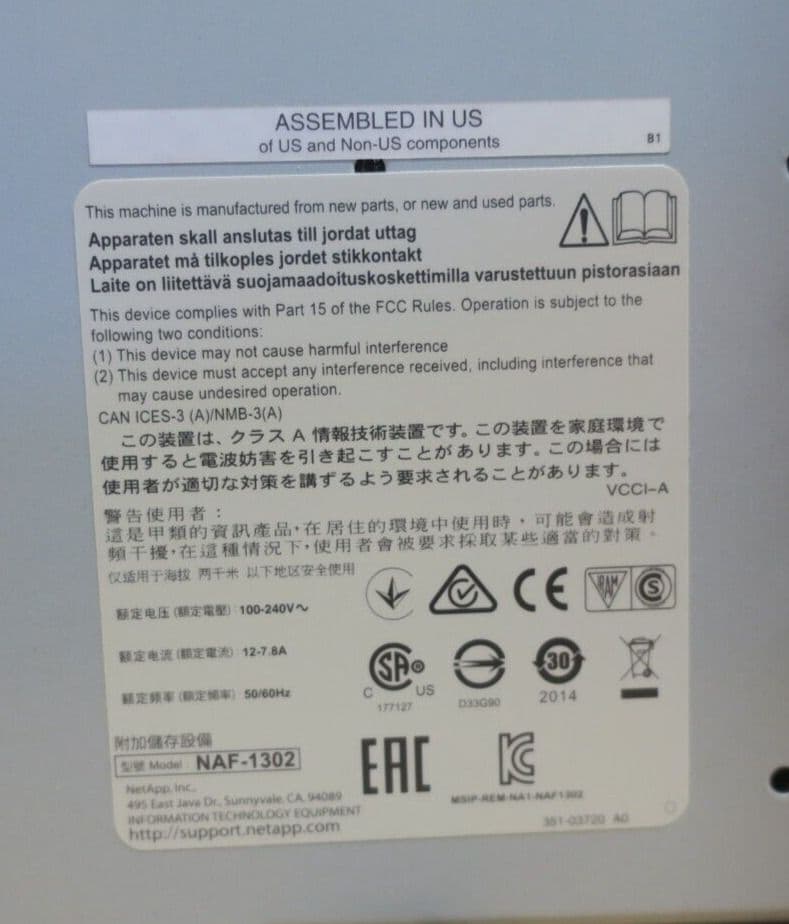 ASSEMBLED IN US
of US and Non-US components
B1
This machine is manufactured from new parts, or new and used parts.
Apparaten skall anslutas till jordat uttag
Apparatet må tilkoples jordet stikkontakt
Laite on liitettävä suojamaadoituskoskettimilla varustettuun pistorasiaan
This device complies with Part 15 of the FCC Rules. Operation is subject to the
following two conditions:
(1) This device may not cause harmful interference
(2) This device must accept any interference received, including interference that
may cause undesired operation.
CAN ICES-3 (A)/NMB-3(A)
この装置は、クラス A 情報技術装置です。この装置を家庭環境で
使用すると電波妨害を引き起こすことがあります。この場合には
使用者が適切な対策を講ずるよう要求されることがあります。
VCCI-A
警告使用者：
這是甲類的資訊產品，在居住的環境中使用時，可能會造成射
頻干擾，在這種情況下，使用者會被要求採取某些適當的對策。
仅适用于海拔 两千米 以下地区安全使用
额定电压 (額定電壓) 100-240V~
额定电流 (額定電流) 12-7.8A
额定频率 (額定頻率) 50/60Hz
CE
RAM S
SA®
C US
177127
D33G90
30
2014
附加儲存設備
型號 Model NAF-1302
EAC
KC
MSIP-REM-NA1-NAF1302
NetApp, Inc.
495 East Java Dr., Sunnyvale, CA, 94089
INFORMATION TECHNOLOGY EQUIPMENT
http://support.netapp.com
351-03720 A0